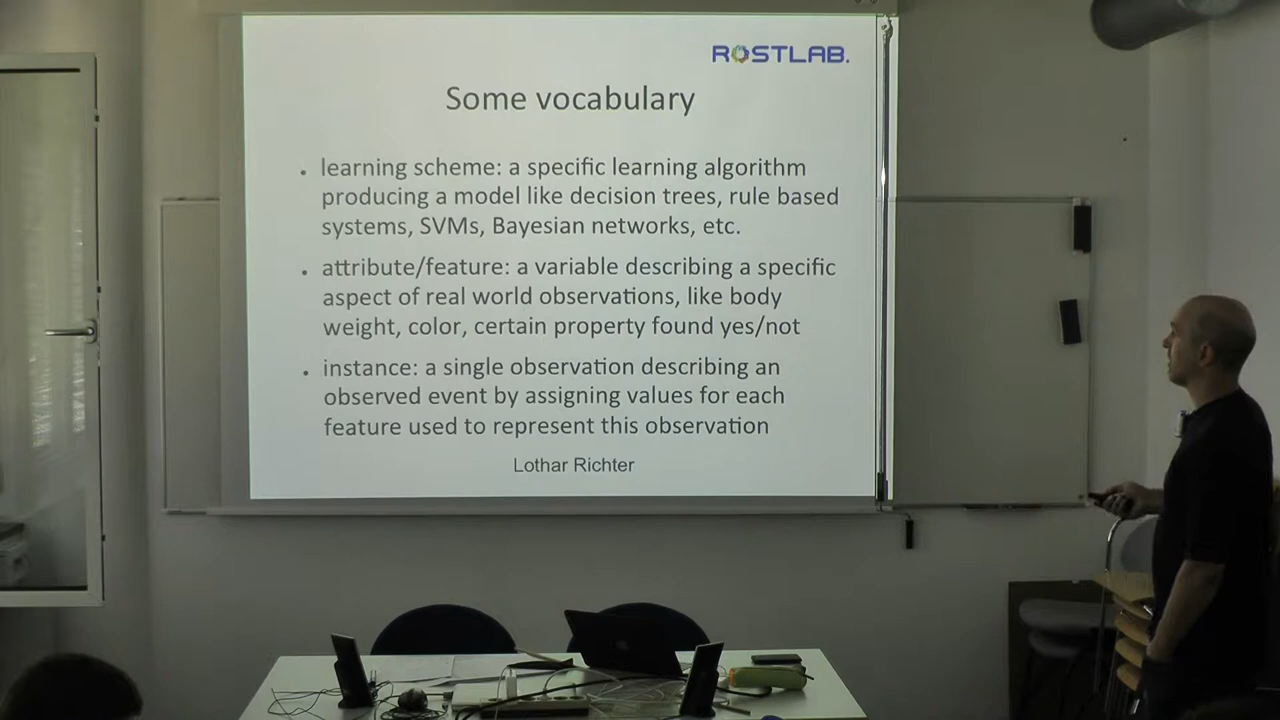 ROSTLAB.
Some vocabulary
• learning scheme: a specific learning algorithm
producing a model like decision trees, rule based
systems, SVMs, Bayesian networks, etc.
• attribute/feature: a variable describing a specific
aspect of real world observations, like body
weight, color, certain property found yes/not
• instance: a single observation describing an
observed event by assigning values for each
feature used to represent this observation
Lothar Richter